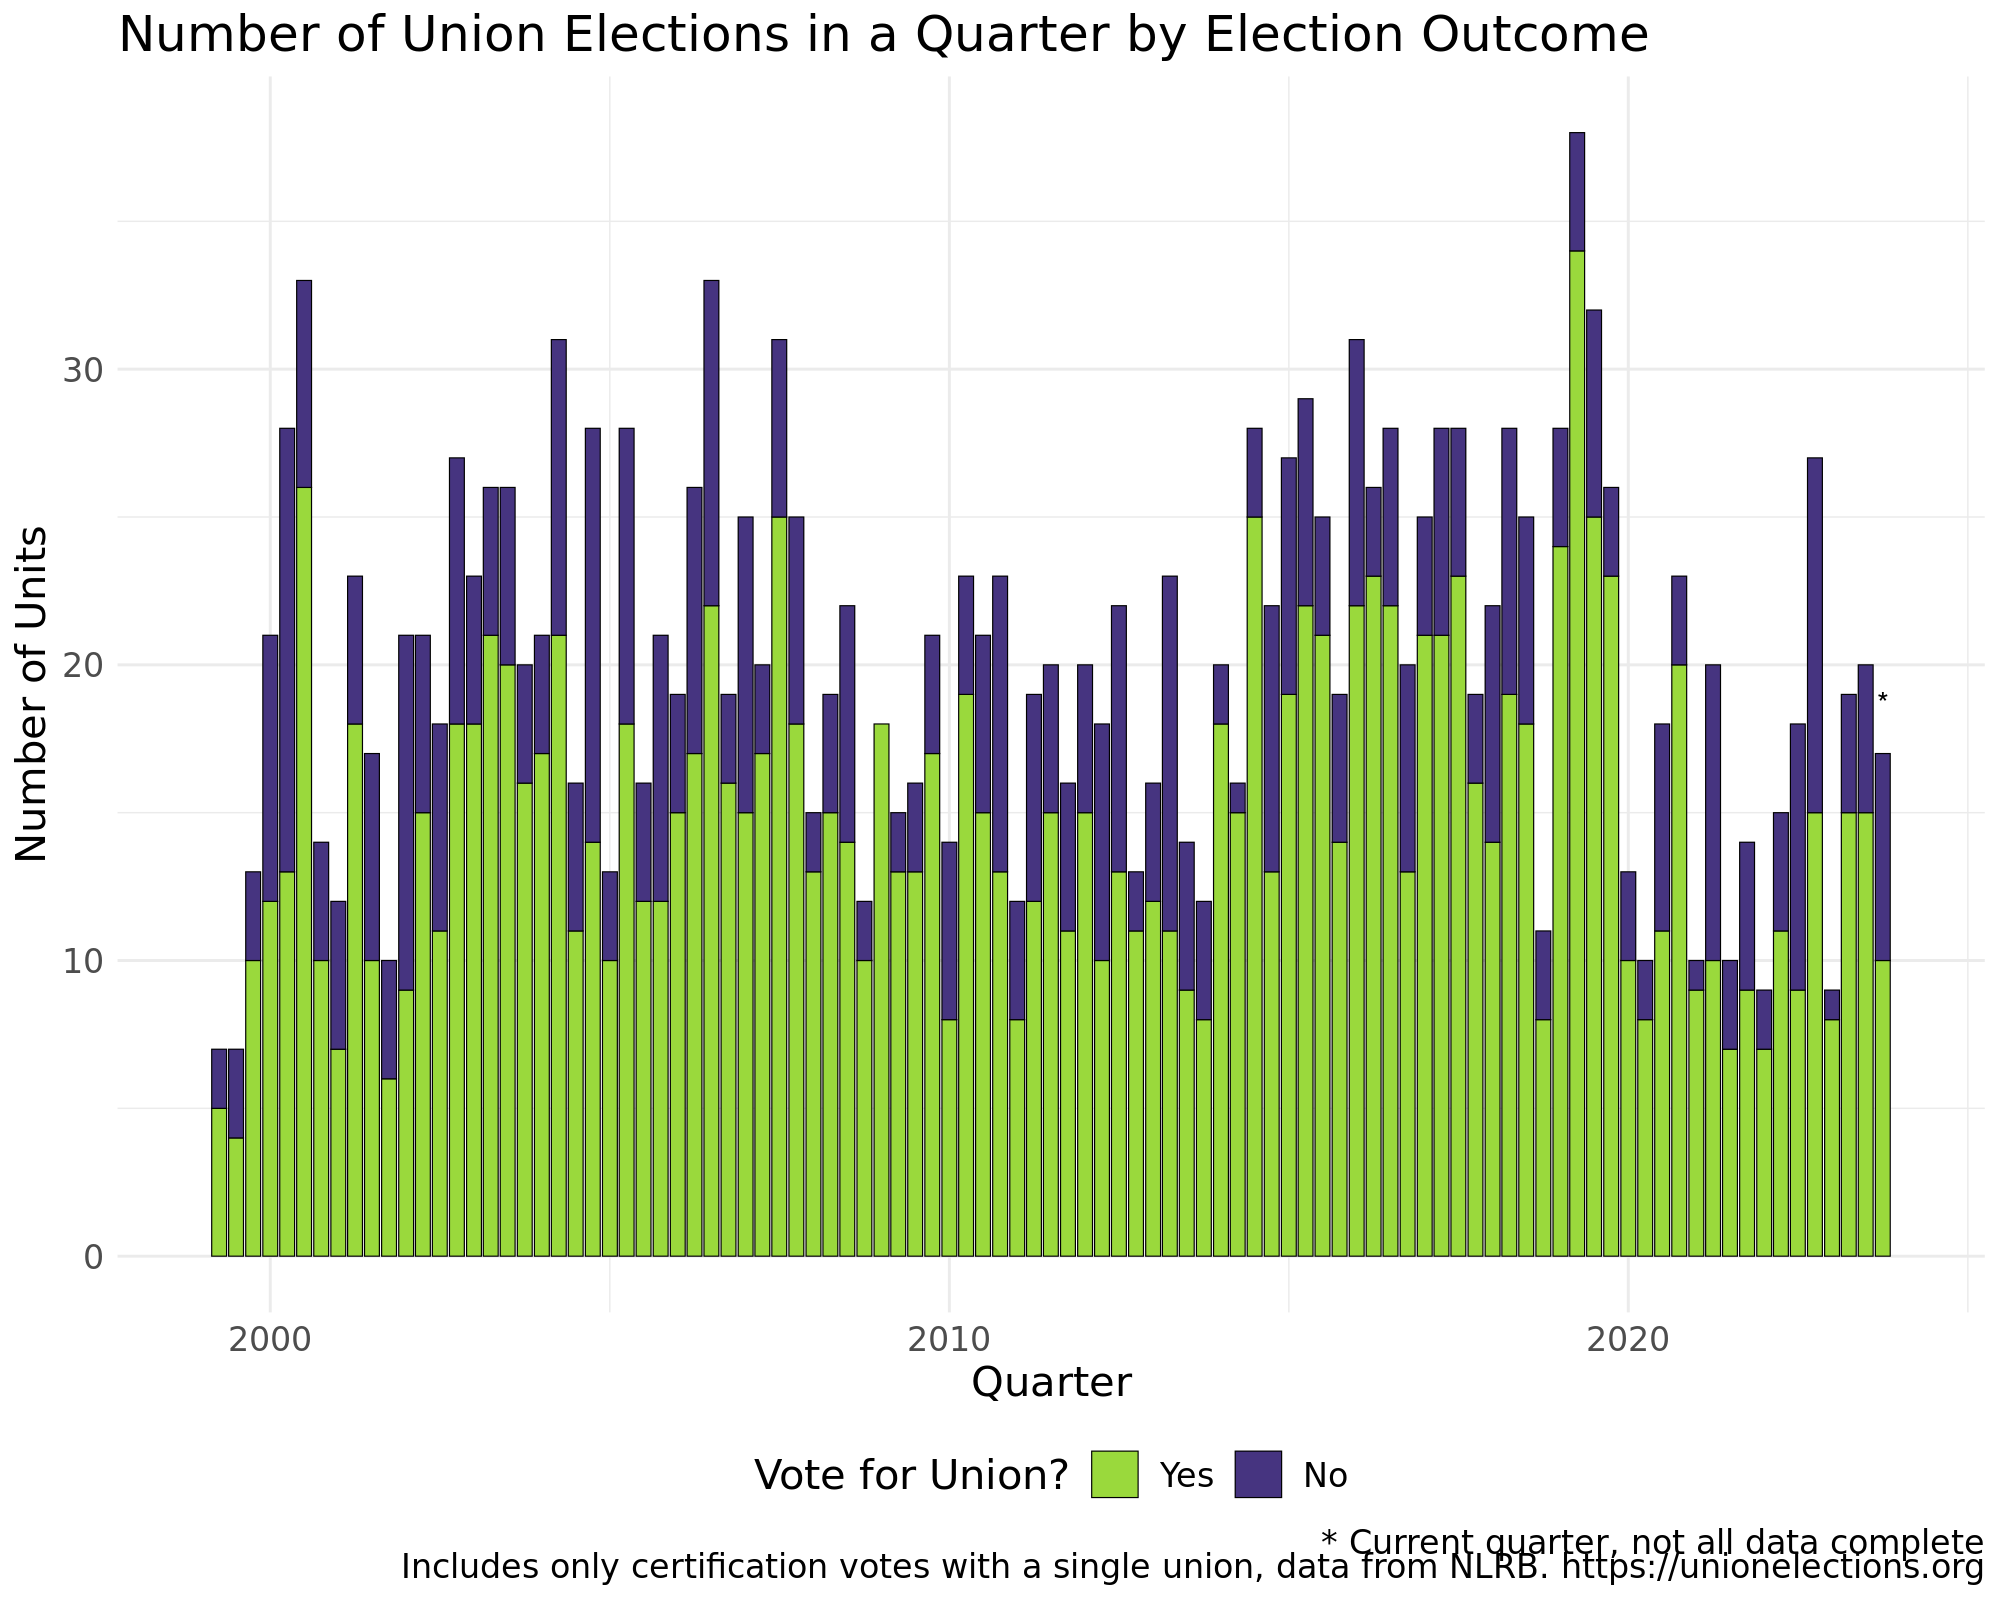 Number of Union Elections in a Quarter by Election Outcome
Number of Units
30
20
10
0
*
2000
2010
2020
Quarter
Vote for Union?
Yes
No
* Current quarter, not all data complete
Includes only certification votes with a single union, data from NLRB. https://unionelections.org